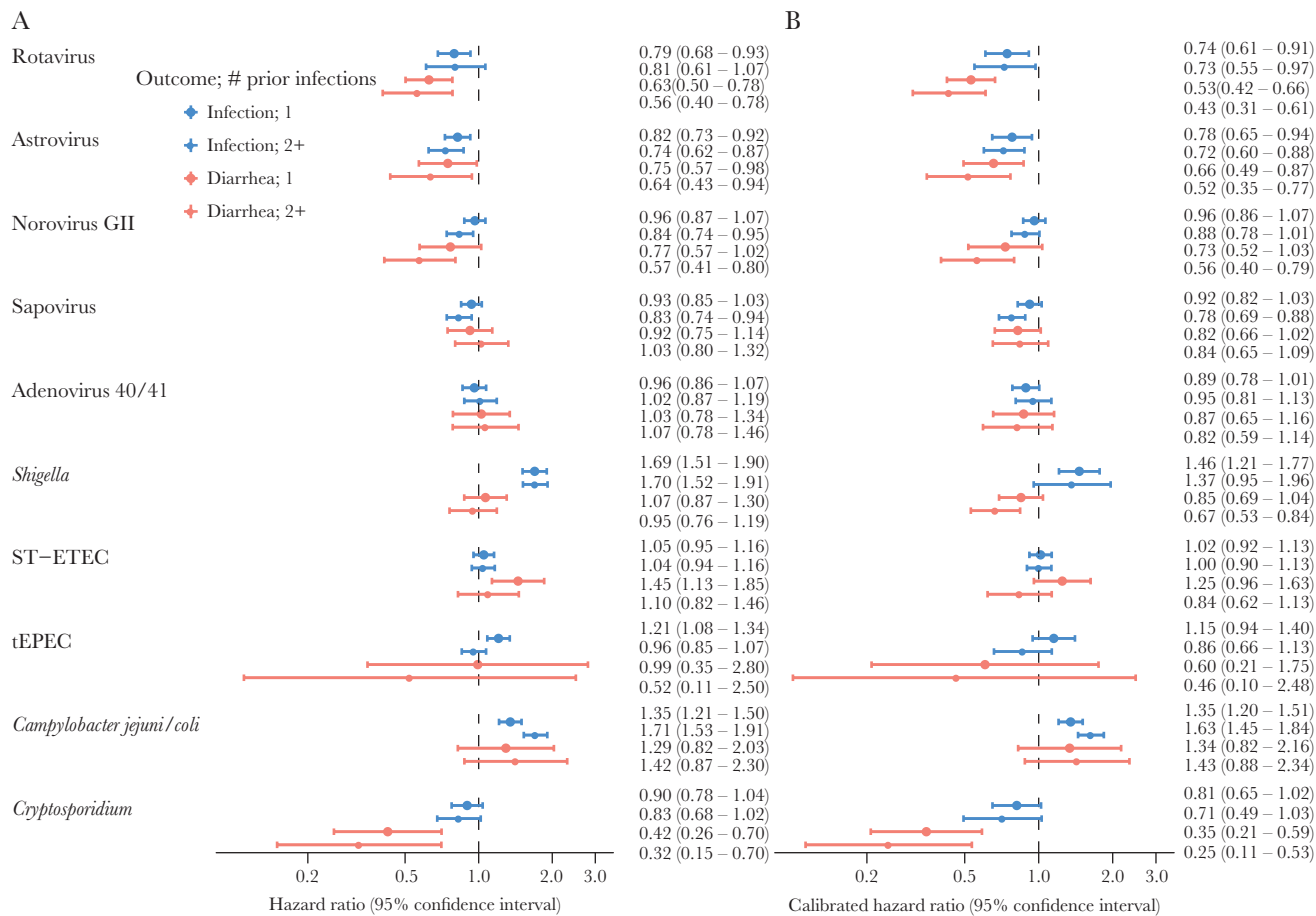 A
Rotavirus
Outcome; # prior infections
Infection; 1
Infection; 2+
Diarrhea; 1
Diarrhea; 2+
0.79 (0.68 – 0.93)
0.81 (0.61 – 1.07)
0.63(0.50 – 0.78)
0.56 (0.40 – 0.78)
Astrovirus
0.82 (0.73 – 0.92)
0.74 (0.62 – 0.87)
0.75 (0.57 – 0.98)
0.64 (0.43 – 0.94)
Norovirus GII
0.96 (0.87 – 1.07)
0.84 (0.74 – 0.95)
0.77 (0.57 – 1.02)
0.57 (0.41 – 0.80)
Sapovirus
0.93 (0.85 – 1.03)
0.83 (0.74 – 0.94)
0.92 (0.75 – 1.14)
1.03 (0.80 – 1.32)
Adenovirus 40/41
0.96 (0.86 – 1.07)
1.02 (0.87 – 1.19)
1.03 (0.78 – 1.34)
1.07 (0.78 – 1.46)
Shigella
1.69 (1.51 – 1.90)
1.70 (1.52 – 1.91)
1.07 (0.87 – 1.30)
0.95 (0.76 – 1.19)
ST–ETEC
1.05 (0.95 – 1.16)
1.04 (0.94 – 1.16)
1.45 (1.13 – 1.85)
1.10 (0.82 – 1.46)
tEPEC
1.21 (1.08 – 1.34)
0.96 (0.85 – 1.07)
0.99 (0.35 – 2.80)
0.52 (0.11 – 2.50)
Campylobacter jejuni/coli
1.35 (1.21 – 1.50)
1.71 (1.53 – 1.91)
1.29 (0.82 – 2.03)
1.42 (0.87 – 2.30)
Cryptosporidium
0.90 (0.78 – 1.04)
0.83 (0.68 – 1.02)
0.42 (0.26 – 0.70)
0.32 (0.15 – 0.70)
0.2 0.5 1.0 2.0 3.0
Hazard ratio (95% confidence interval)
B
0.74 (0.61 – 0.91)
0.73 (0.55 – 0.97)
0.53(0.42 – 0.66)
0.43 (0.31 – 0.61)
0.78 (0.65 – 0.94)
0.72 (0.60 – 0.88)
0.66 (0.49 – 0.87)
0.52 (0.35 – 0.77)
0.96 (0.86 – 1.07)
0.88 (0.78 – 1.01)
0.73 (0.52 – 1.03)
0.56 (0.40 – 0.79)
0.92 (0.82 – 1.03)
0.78 (0.69 – 0.88)
0.82 (0.66 – 1.02)
0.84 (0.65 – 1.09)
0.89 (0.78 – 1.01)
0.95 (0.81 – 1.13)
0.87 (0.65 – 1.16)
0.82 (0.59 – 1.14)
1.46 (1.21 – 1.77)
1.37 (0.95 – 1.96)
0.85 (0.69 – 1.04)
0.67 (0.53 – 0.84)
1.02 (0.92 – 1.13)
1.00 (0.90 – 1.13)
1.25 (0.96 – 1.63)
0.84 (0.62 – 1.13)
1.15 (0.94 – 1.40)
0.86 (0.66 – 1.13)
0.60 (0.21 – 1.75)
0.46 (0.10 – 2.48)
1.35 (1.20 – 1.51)
1.63 (1.45 – 1.84)
1.34 (0.82 – 2.16)
1.43 (0.88 – 2.34)
0.81 (0.65 – 1.02)
0.71 (0.49 – 1.03)
0.35 (0.21 – 0.59)
0.25 (0.11 – 0.53)
0.2 0.5 1.0 2.0 3.0
Calibrated hazard ratio (95% confidence interval)